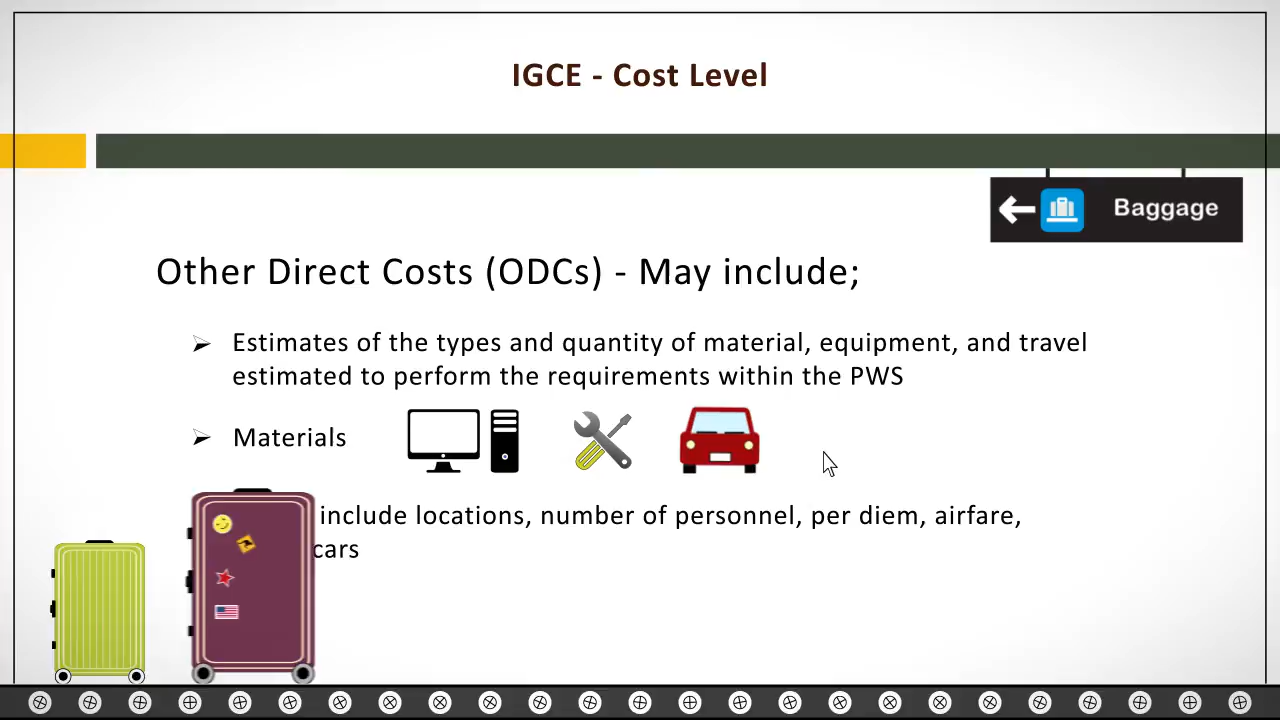 IGCE - Cost Level
Baggage
Other Direct Costs (ODCs) - May include;
Estimates of the types and quantity of material, equipment, and travel
estimated to perform the requirements within the PWS
Materials
include locations, number of personnel, per diem, airfare,
cars